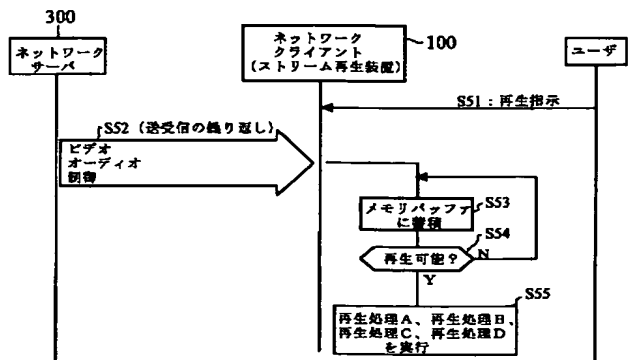 300
ネットワーク
サーバ
ネットワーク
クライアント
(ストリーム再生装置)
100
ユーザ
S51:再生指示
S52(送受信の繰り返し)
ビデオ
オーディオ
制御
メモリバッファ
に蓄積
S53
再生可能?
N
S54
Y
S55
再生処理A、再生処理B、
再生処理C、再生処理D
を実行